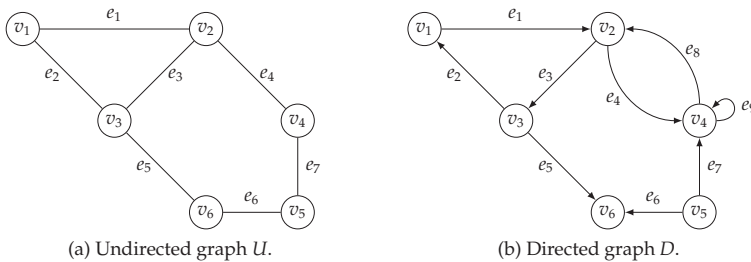 v1 e1 v2
e2 e3 e4
v3 v4
e5 e7
v6 e6 v5
(a) Undirected graph U.
v1 e1 v2
e2 e3 e4 e8
v3 v4
e5 e7
v6 e6 v5
(b) Directed graph D.